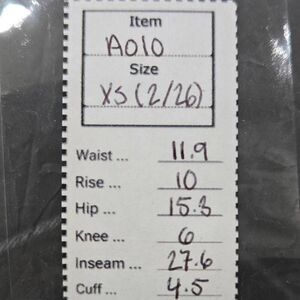 Item
A010
Size
XS (2/26)
Waist ... 11.9
Rise ... 10
Hip ... 15.3
Knee ... 6
Inseam ... 27.6
Cuff ... 4.5